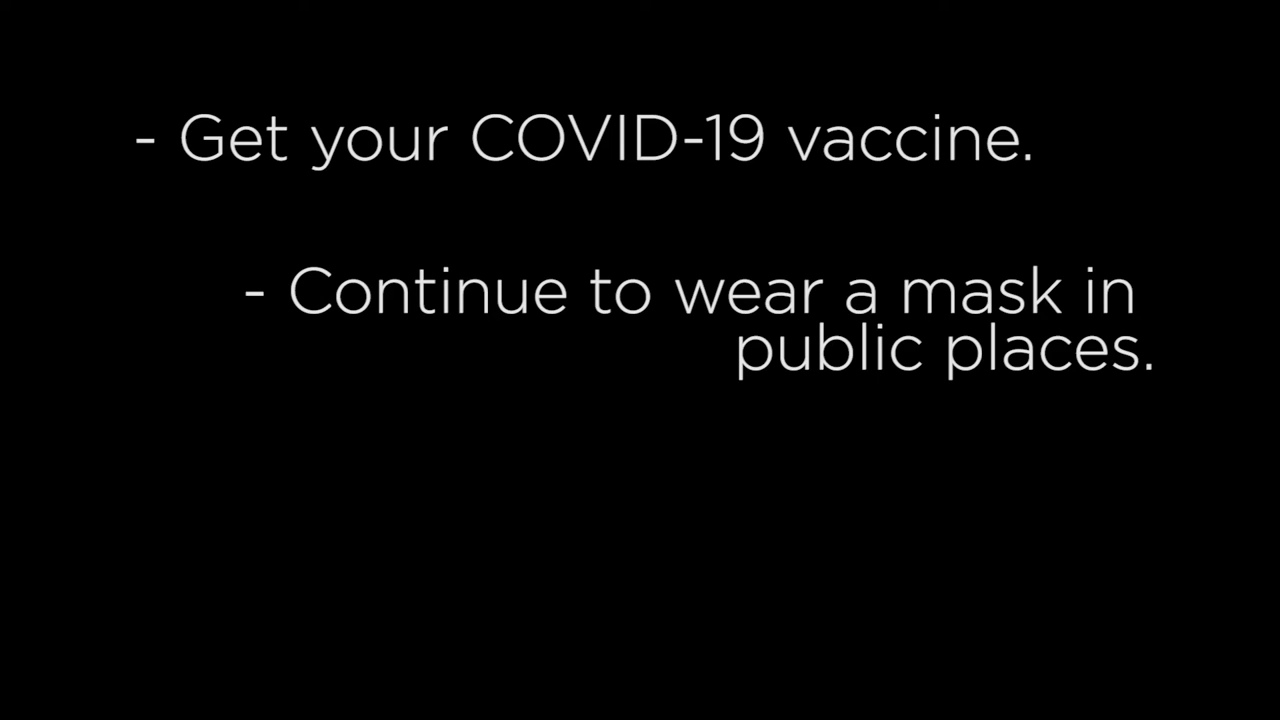 - Get your COVID-19 vaccine.
- Continue to wear a mask in
public places.